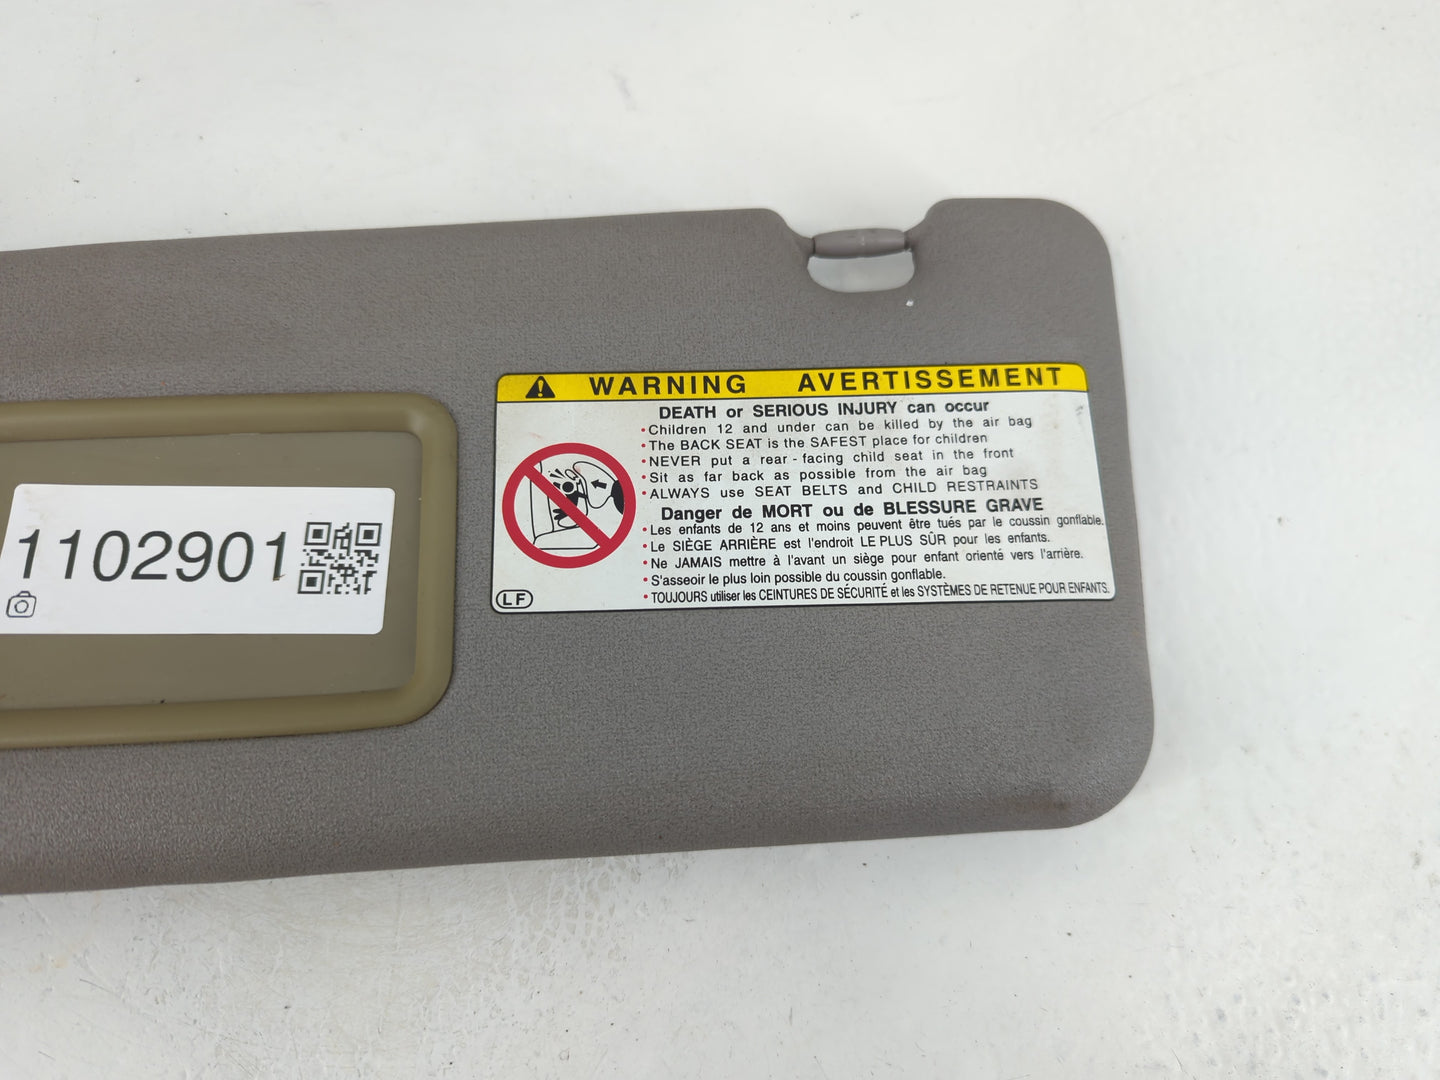 WARNING AVERTISSEMENT
DEATH or SERIOUS INJURY can occur
•Children 12 and under can be killed by the air bag
•The BACK SEAT is the SAFEST place for children
•NEVER put a rear-facing child seat in the front
•Sit as far back as possible from the air bag
•ALWAYS use SEAT BELTS and CHILD RESTRAINTS
Danger de MORT ou de BLESSURE GRAVE
•Les enfants de 12 ans et moins peuvent être tués par le coussin gonflable.
•Le SIÈGE ARRIÈRE est l'endroit LE PLUS SÛR pour les enfants.
•Ne JAMAIS mettre à l'avant un siège pour enfant orienté vers l'arrière.
•S'asseoir le plus loin possible du coussin gonflable.
•TOUJOURS utiliser les CEINTURES DE SÉCURITÉ et les SYSTÈMES DE RETENUE POUR ENFANTS.
LF
1102901